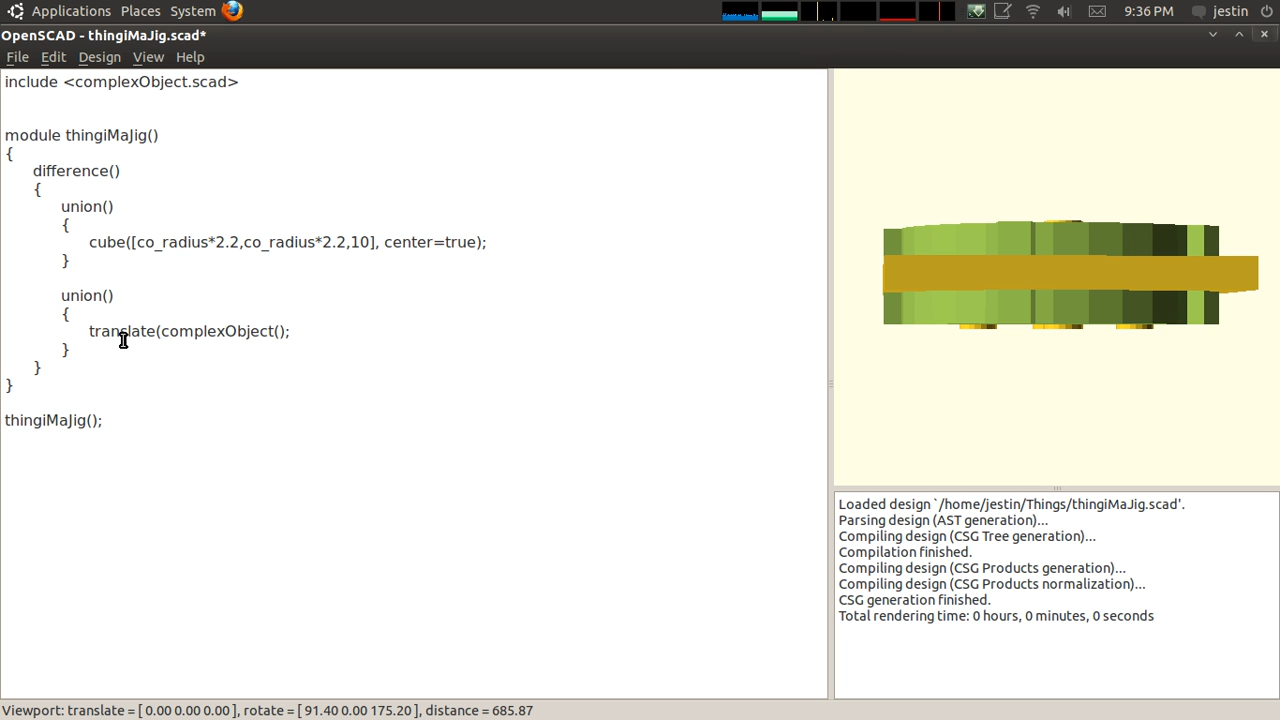 Applications Places System 9:36 PM jestin
OpenSCAD - thingiMaJig.scad*
File Edit Design View Help
include <complexObject.scad>
module thingiMaJig()
{
difference()
{
union()
{
cube([co_radius*2.2,co_radius*2.2,10], center=true);
}
union()
{
translate(complexObject();
}
}
}
thingiMaJig();
Loaded design `/home/jestin/Things/thingiMaJig.scad'.
Parsing design (AST generation)...
Compiling design (CSG Tree generation)...
Compilation finished.
Compiling design (CSG Products generation)...
Compiling design (CSG Products normalization)...
CSG generation finished.
Total rendering time: 0 hours, 0 minutes, 0 seconds
Viewport: translate = [ 0.00 0.00 0.00 ], rotate = [ 91.40 0.00 175.20 ], distance = 685.87